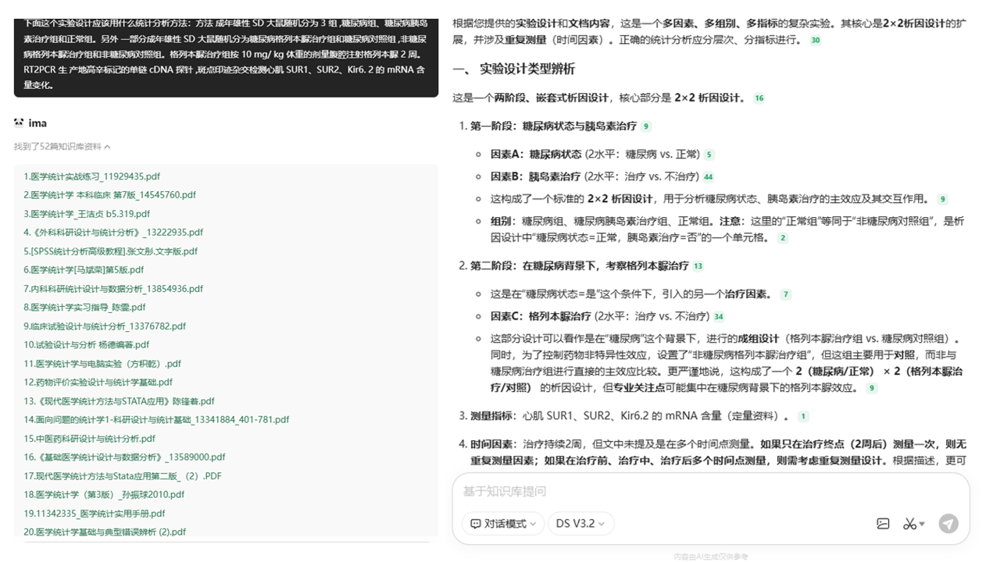 下面这个实验设计应该用什么统计分析方法：方法 成年雄性 SD 大鼠随机分为 3 组 ,糖尿病组、糖尿病胰岛
素治疗组和正常组。另外 一部分成年雄性 SD 大鼠随机分为糖尿病格列本脲治疗组和糖尿病对照组 ,非糖尿
病格列本脲治疗组和非糖尿病对照组。格列本脲治疗组按 10 mg/ kg 体重的剂量腹腔注射格列本脲 2 周。
RT2PCR 生 产地高辛标记的单链 cDNA 探针 ,斑点印迹杂交检测心肌 SUR1、SUR2、Kir6. 2 的 mRNA 含
量变化。
ima
找到了52篇知识库资料
1.医学统计实战练习_11929435.pdf
2.医学统计学 本科临床 第7版_14545760.pdf
3.医学统计学_王洁贞 b5.319.pdf
4.《外科科研设计与统计分析》_13222935.pdf
5.[SPSS统计分析高级教程].张文彤.文字版.pdf
6.医学统计学[马斌荣]第5版.pdf
7.内科科研统计设计与数据分析_13854936.pdf
8.医学统计学实习指导_陈雯.pdf
9.临床试验设计与统计分析_13376782.pdf
10.试验设计与分析 杨德编著.pdf
11.医学统计学与电脑实验（方积乾）.pdf
12.药物评价实验设计与统计学基础.pdf
13.《现代医学统计方法与STATA应用》陈锋着.pdf
14.面向问题的统计学1-科研设计与统计基础_13341884_401-781.pdf
15.中医药科研设计与统计分析.pdf
16.《基础医学统计设计与数据分析》_13589000.pdf
17.现代医学统计方法与Stata应用第二版_（2）.PDF
18.医学统计学（第3版）_孙振球2010.pdf
19.11342335_医学统计实用手册.pdf
20.医学统计学基础与典型错误辨析 (2).pdf
根据您提供的实验设计和文档内容，这是一个多因素、多组别、多指标的复杂实验。其核心是2×2析因设计的扩
展，并涉及重复测量（时间因素）。正确的统计分析应分层次、分指标进行。 30
一、 实验设计类型辨析
这是一个两阶段、嵌套式析因设计，核心部分是 2×2 析因设计。 16
1. 第一阶段：糖尿病状态与胰岛素治疗 9
因素A：糖尿病状态 (2水平：糖尿病 vs. 正常) 5
因素B：胰岛素治疗 (2水平：治疗 vs. 不治疗) 44
这构成了一个标准的 2×2 析因设计，用于分析糖尿病状态、胰岛素治疗的主效应及其交互作用。 9
组别：糖尿病组、糖尿病胰岛素治疗组、正常组。注意：这里的“正常组”等同于“非糖尿病对照组”，是析
因设计中“糖尿病状态=正常，胰岛素治疗=否”的一个单元格。 2
2. 第二阶段：在糖尿病背景下，考察格列本脲治疗 13
这是在“糖尿病状态=是”这个条件下，引入的另一个治疗因素。 7
因素C：格列本脲治疗 (2水平：治疗 vs. 不治疗) 34
这部分设计可以看作是在“糖尿病”这个背景下，进行的成组设计（格列本脲治疗组 vs. 糖尿病对照组）。
同时，为了控制药物非特异性效应，设置了“非糖尿病格列本脲治疗组”，但这组主要用于对照，而非与
糖尿病治疗组进行直接的主效应比较。更严谨地说，这构成了一个 2（糖尿病/正常） × 2（格列本脲治
疗/对照） 的析因设计，但专业关注点可能集中在糖尿病背景下的格列本脲效应。 9
3. 测量指标：心肌 SUR1、SUR2、Kir6.2 的 mRNA 含量（定量资料）。 1
4. 时间因素：治疗持续2周，但文中未提及是在多个时间点测量。如果只在治疗终点（2周后）测量一次，则无
重复测量因素；如果在治疗前、治疗中、治疗后多个时间点测量，则需考虑重复测量设计。根据描述，更可
基于知识库提问
对话模式 DS V3.2
内容由AI生成仅供参考